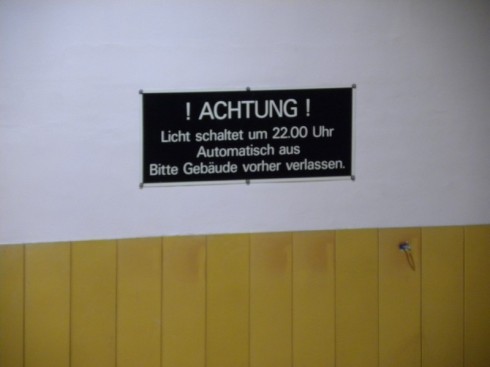 ! ACHTUNG !
Licht schaltet um 22.00 Uhr
Automatisch aus
Bitte Gebäude vorher verlassen.